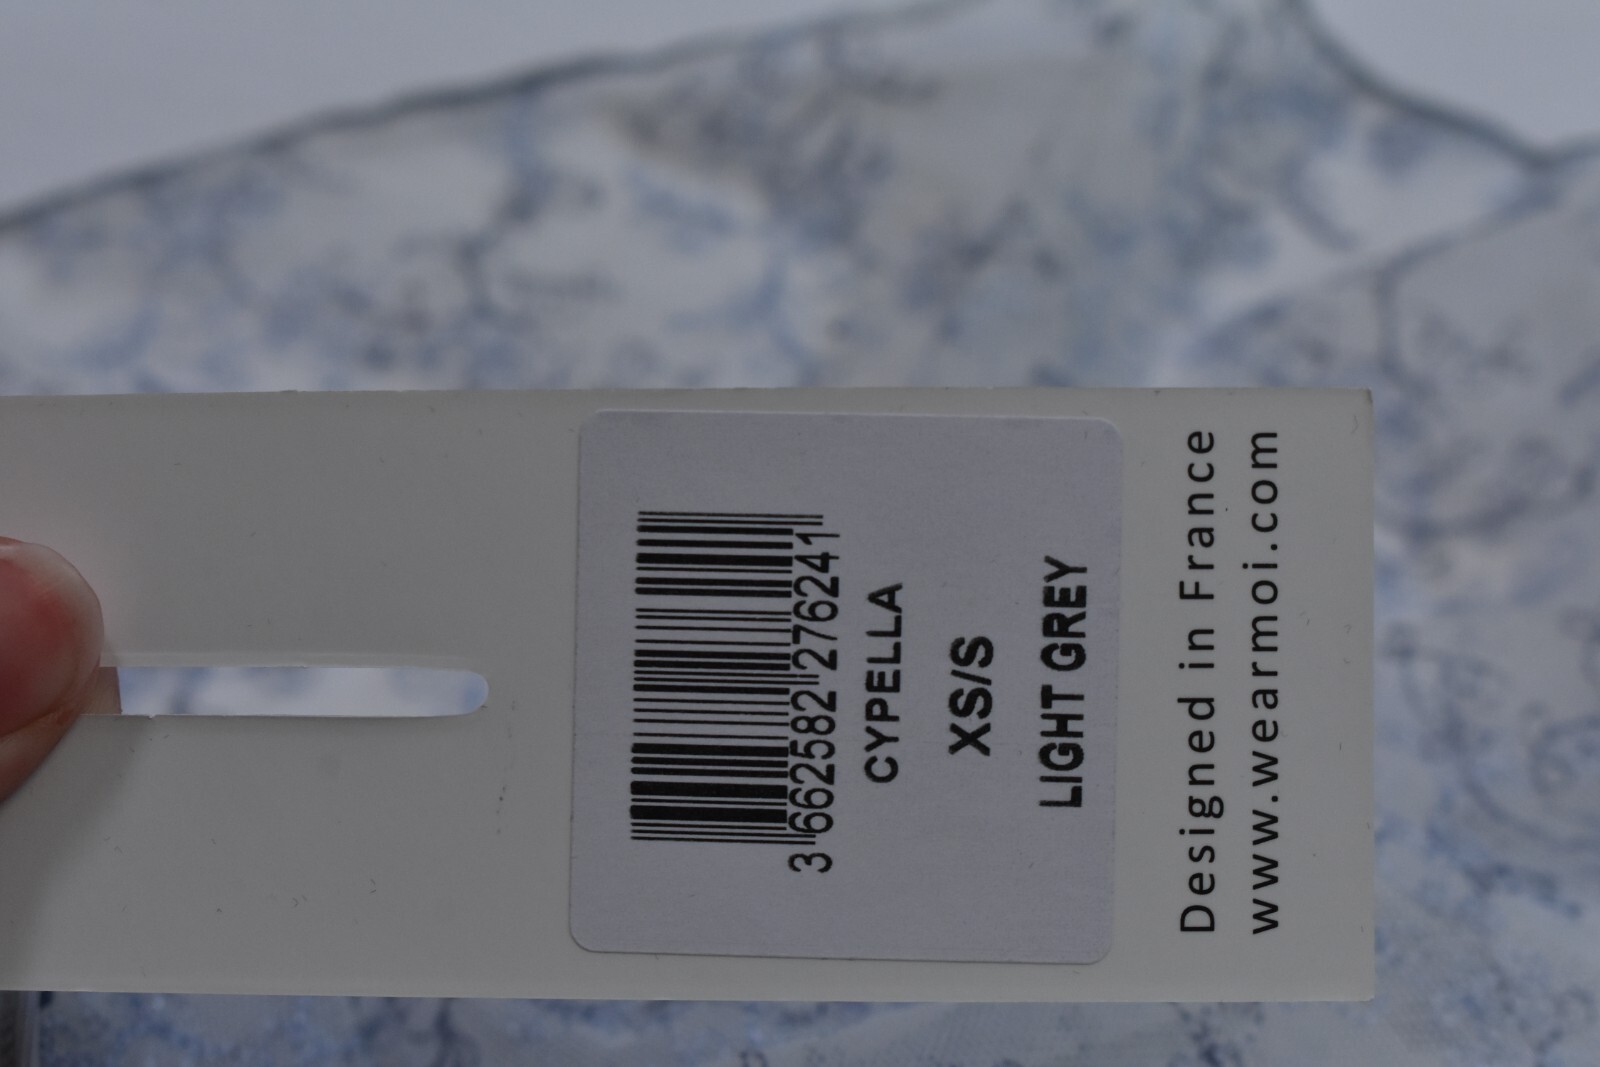 3 662582 276241
CYPELLA
XS/S
LIGHT GREY
Designed in France
www.wearmoi.com